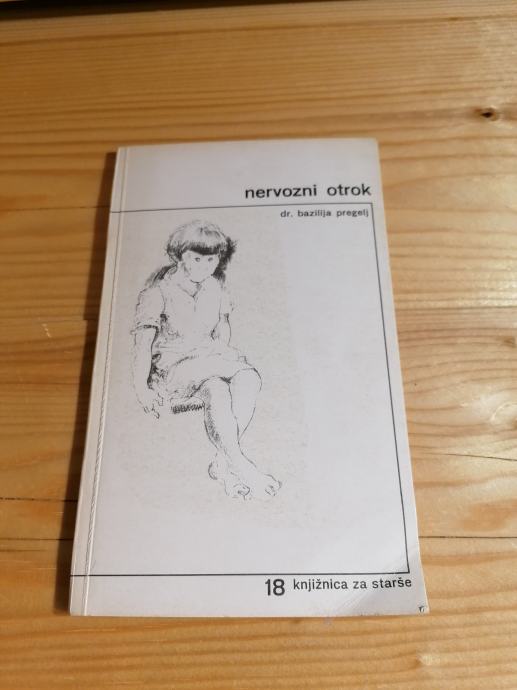 nervozni otrok
dr. bazilija pregelj
18 knjižnica za starše